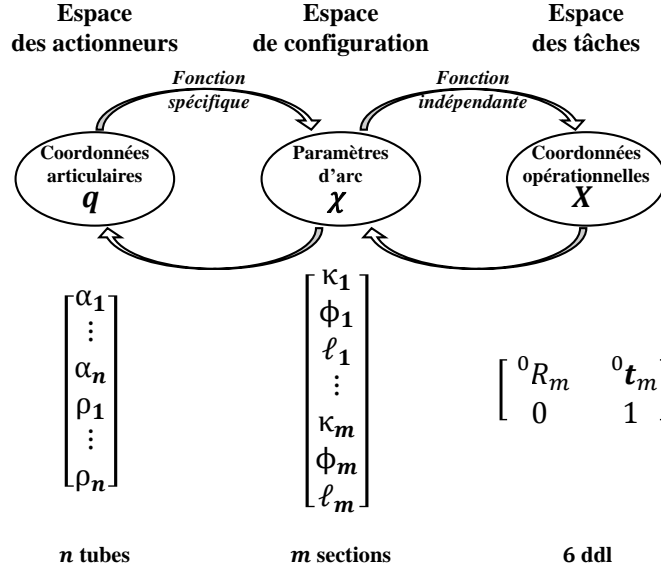 Espace
des actionneurs
Espace
de configuration
Espace
des tâches
Fonction
spécifique
Fonction
indépendante
Coordonnées
articulaires
q
Paramètres
d'arc
χ
Coordonnées
opérationnelles
X
α₁
⋮
αₙ
ρ₁
⋮
ρₙ
κ₁
ϕ₁
ℓ₁
⋮
κₘ
ϕₘ
ℓₘ
⁰Rₘ ⁰tₘ
0 1
n tubes
m sections
6 ddl